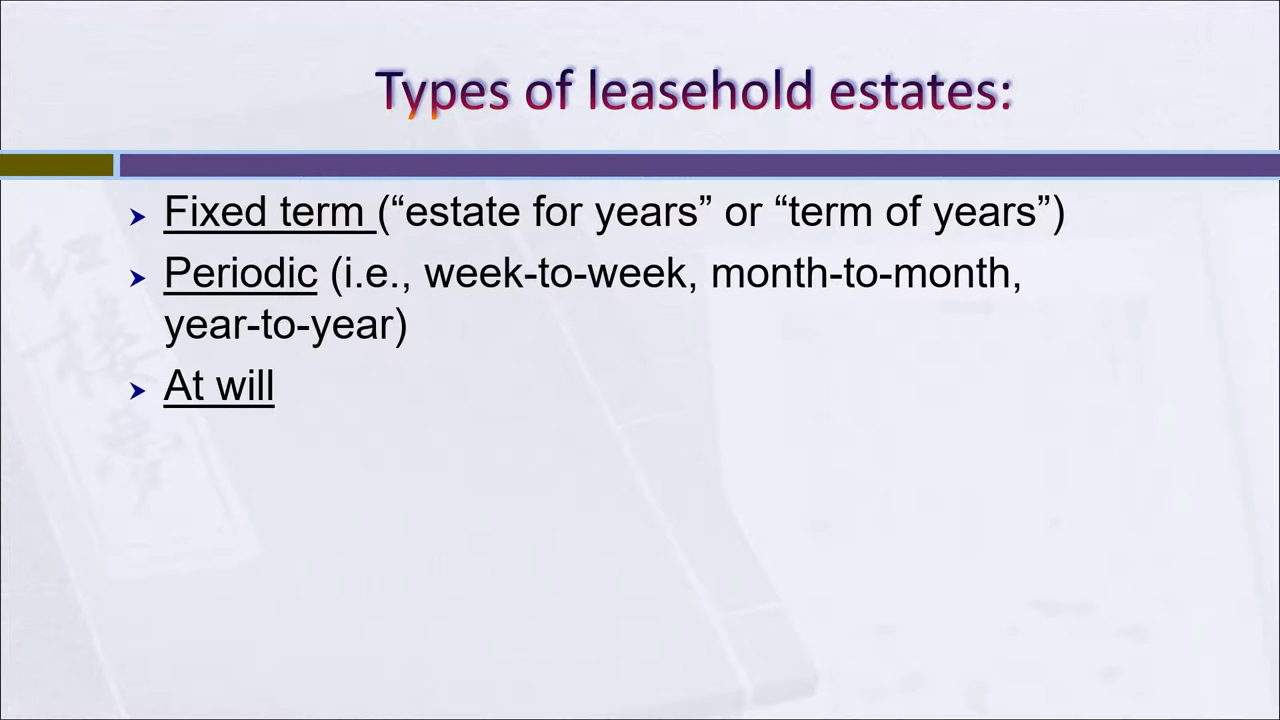 Types of leasehold estates:
Fixed term (“estate for years” or “term of years”)
Periodic (i.e., week-to-week, month-to-month,
year-to-year)
At will